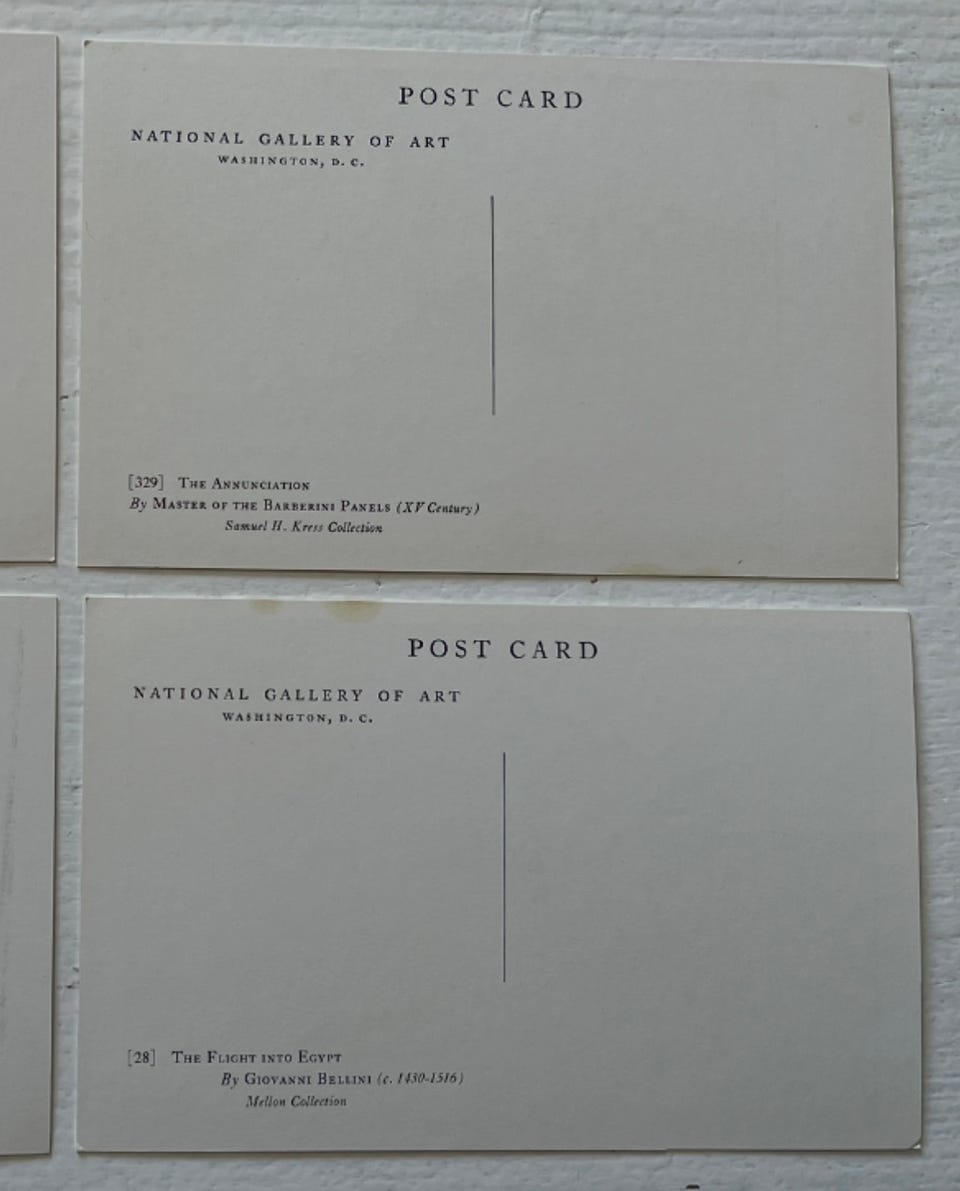 POST CARD
NATIONAL GALLERY OF ART
WASHINGTON, D. C.
[329] THE ANNUNCIATION
By MASTER OF THE BARBERINI PANELS (XV Century)
Samuel H. Kress Collection
POST CARD
NATIONAL GALLERY OF ART
WASHINGTON, D. C.
[28] THE FLIGHT INTO EGYPT
By GIOVANNI BELLINI (c. 1430-1516)
Mellon Collection